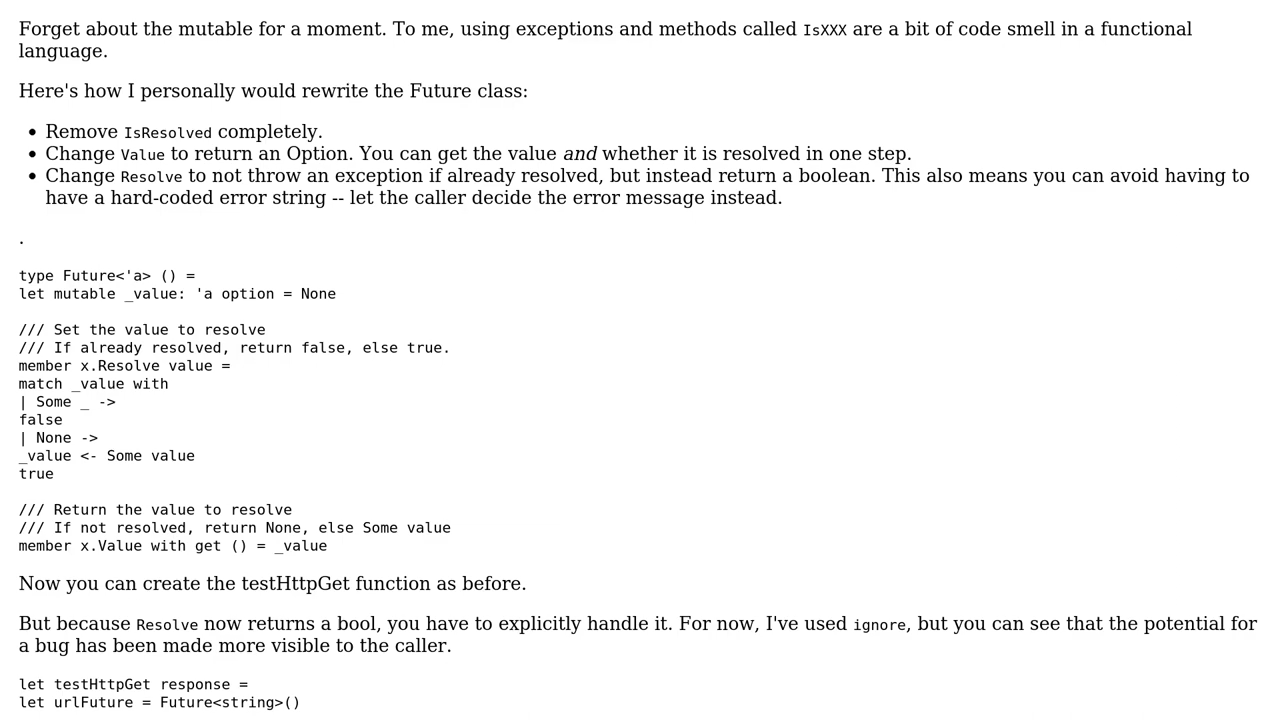 Forget about the mutable for a moment. To me, using exceptions and methods called IsXXX are a bit of code smell in a functional
language.
Here's how I personally would rewrite the Future class:
• Remove IsResolved completely.
• Change Value to return an Option. You can get the value and whether it is resolved in one step.
• Change Resolve to not throw an exception if already resolved, but instead return a boolean. This also means you can avoid having to
have a hard-coded error string -- let the caller decide the error message instead.
.
type Future<'a> () =
let mutable _value: 'a option = None
/// Set the value to resolve
/// If already resolved, return false, else true.
member x.Resolve value =
match _value with
| Some _ ->
false
| None ->
_value <- Some value
true
/// Return the value to resolve
/// If not resolved, return None, else Some value
member x.Value with get () = _value
Now you can create the testHttpGet function as before.
But because Resolve now returns a bool, you have to explicitly handle it. For now, I've used ignore, but you can see that the potential for
a bug has been made more visible to the caller.
let testHttpGet response =
let urlFuture = Future<string>()